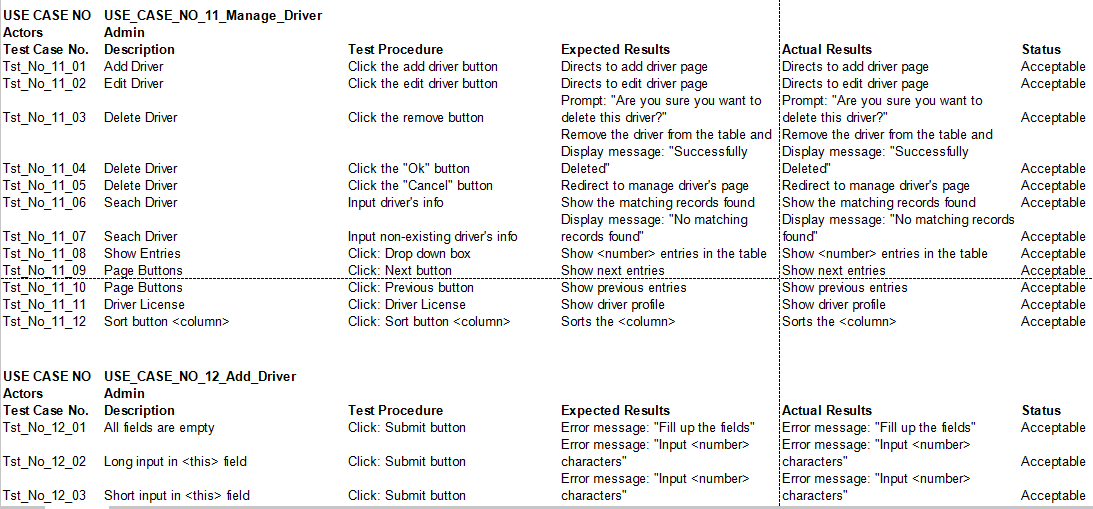 USE CASE NO USE_CASE_NO_11_Manage_Driver
Actors Admin
Test Case No. Description Test Procedure Expected Results Actual Results Status
Tst_No_11_01 Add Driver Click the add driver button Directs to add driver page Directs to add driver page Acceptable
Tst_No_11_02 Edit Driver Click the edit driver button Directs to edit driver page Directs to edit driver page Acceptable
Prompt: "Are you sure you want to Prompt: "Are you sure you want to
Tst_No_11_03 Delete Driver Click the remove button delete this driver?" delete this driver?" Acceptable
Remove the driver from the table and Remove the driver from the table and
Display message: "Successfully Display message: "Successfully
Tst_No_11_04 Delete Driver Click the "Ok" button Deleted" Deleted" Acceptable
Tst_No_11_05 Delete Driver Click the "Cancel" button Redirect to manage driver's page Redirect to manage driver's page Acceptable
Tst_No_11_06 Seach Driver Input driver's info Show the matching records found Show the matching records found Acceptable
Display message: "No matching Display message: "No matching records
Tst_No_11_07 Seach Driver Input non-existing driver's info records found" found" Acceptable
Tst_No_11_08 Show Entries Click: Drop down box Show <number> entries in the table Show <number> entries in the table Acceptable
Tst_No_11_09 Page Buttons Click: Next button Show next entries Show next entries Acceptable
Tst_No_11_10 Page Buttons Click: Previous button Show previous entries Show previous entries Acceptable
Tst_No_11_11 Driver License Click: Driver License Show driver profile Show driver profile Acceptable
Tst_No_11_12 Sort button <column> Click: Sort button <column> Sorts the <column> Sorts the <column> Acceptable
USE CASE NO USE_CASE_NO_12_Add_Driver
Actors Admin
Test Case No. Description Test Procedure Expected Results Actual Results Status
Tst_No_12_01 All fields are empty Click: Submit button Error message: "Fill up the fields" Error message: "Fill up the fields" Acceptable
Error message: "Input <number> Error message: "Input <number>
Tst_No_12_02 Long input in <this> field Click: Submit button characters" characters" Acceptable
Error message: "Input <number> Error message: "Input <number>
Tst_No_12_03 Short input in <this> field Click: Submit button characters" characters" Acceptable